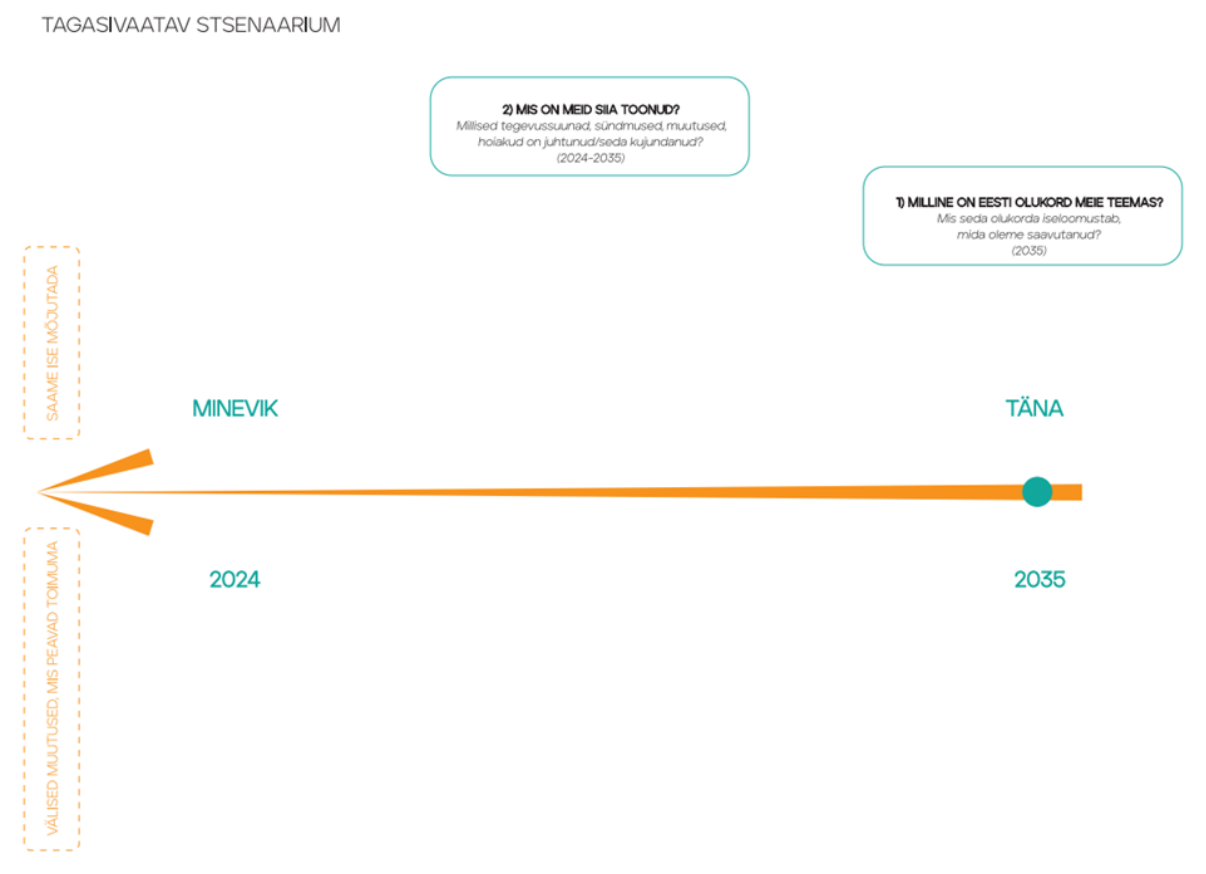 TAGASIVAATAV STSENAARIUM
2) MIS ON MEID SIIA TOONUD?
Millised tegevussuunad, sündmused, muutused,
hoiakud on juhtunud/seda kujundanud?
(2024-2035)
1) MILLINE ON EESTI OLUKORD MEIE TEEMAS?
Mis seda olukorda iseloomustab,
mida oleme saavutanud?
(2035)
SAAME ISE MÕJUTADA
MINEVIK
TÄNA
2024
2035
VÄLISED MUUTUSED, MIS PEAVAD TOIMUMA